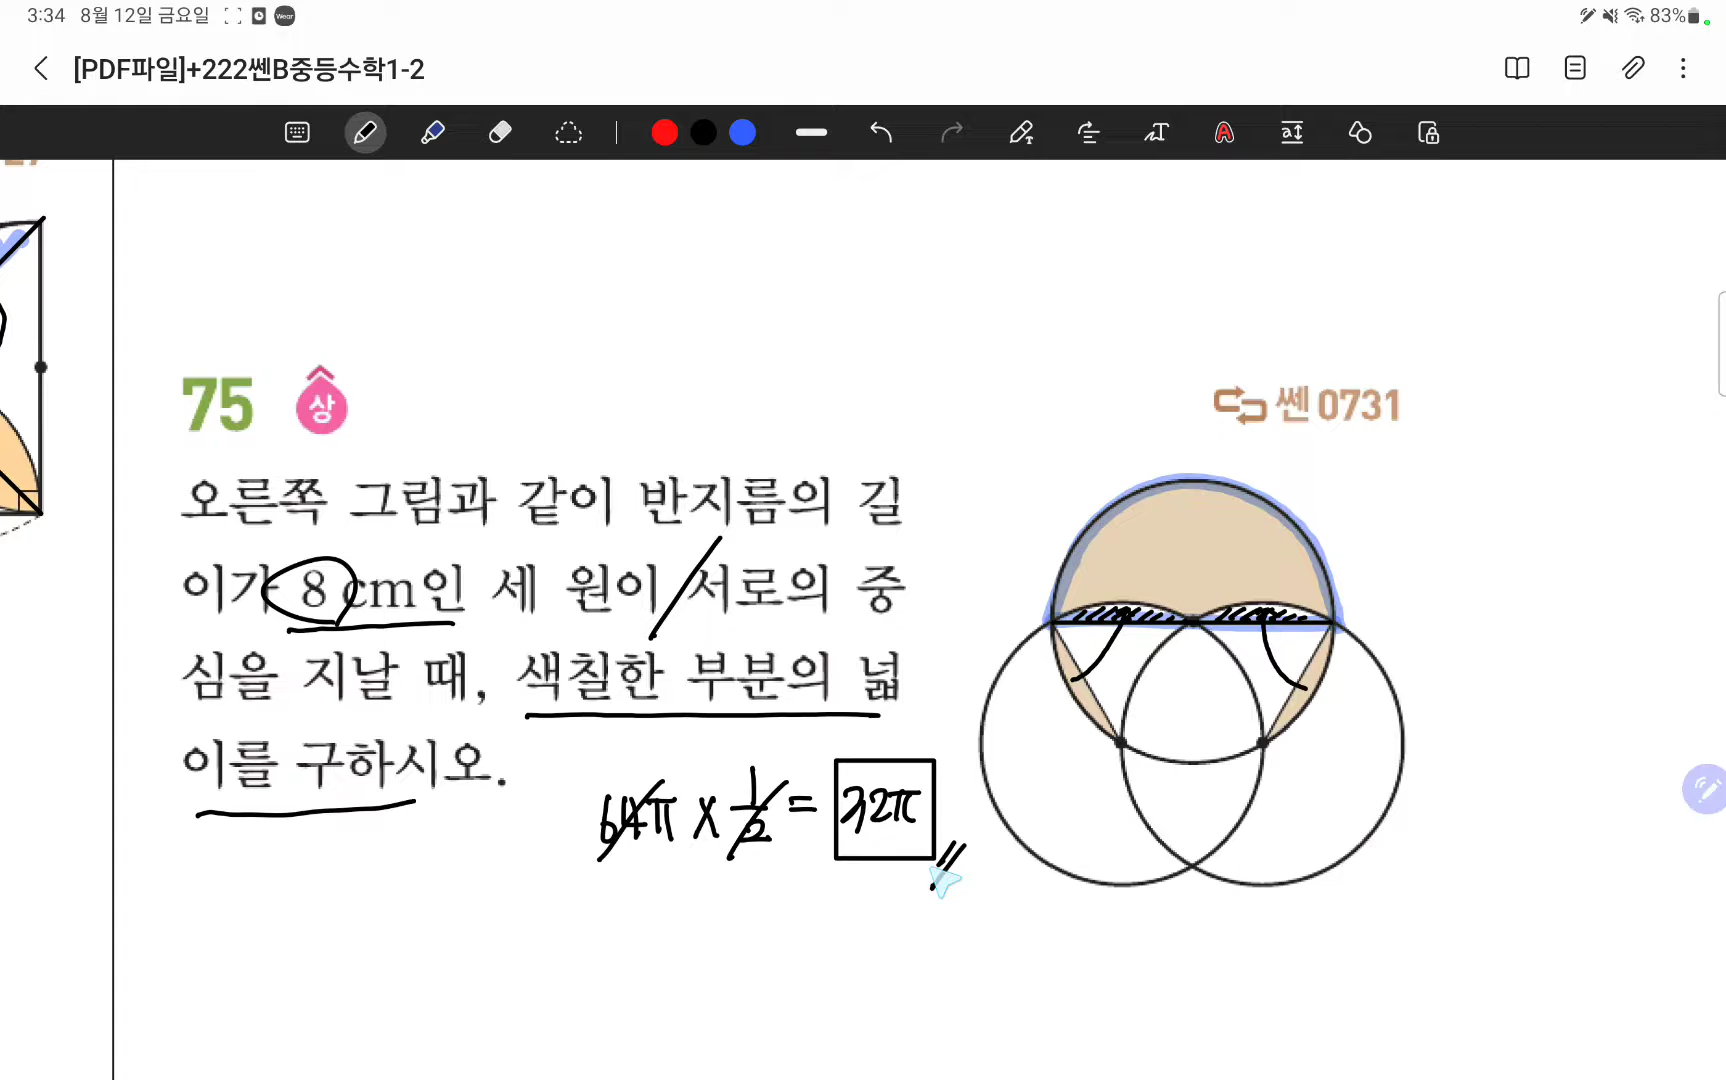 3:34 8월 12일 금요일 Wear 83%
[PDF파일]+222쎈B중등수학1-2
75 상 쎈 0731
오른쪽 그림과 같이 반지름의 길
이가 8 cm인 세 원이 서로의 중
심을 지날 때, 색칠한 부분의 넓
이를 구하시오.
64π × 1/2 = 32π